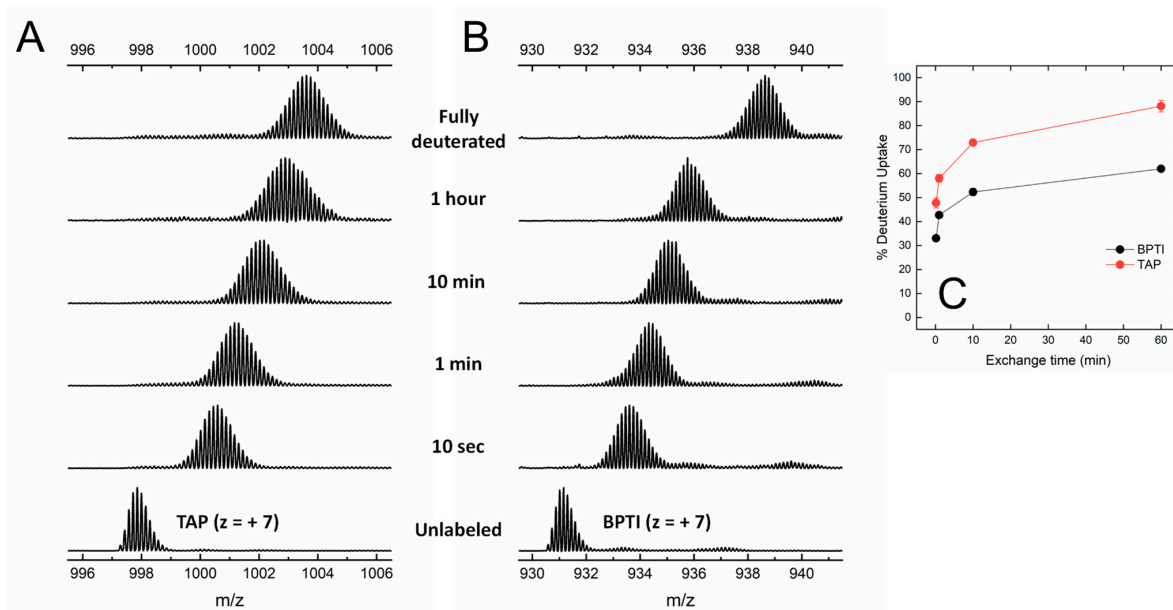 A
996 998 1000 1002 1004 1006
B
930 932 934 936 938 940
Fully
deuterated
1 hour
10 min
1 min
10 sec
Unlabeled
TAP (z = + 7)
BPTI (z = + 7)
996 998 1000 1002 1004 1006
m/z
930 932 934 936 938 940
m/z
% Deuterium Uptake
100
90
80
70
60
50
40
30
20
10
0
BPTI
TAP
C
0 10 20 30 40 50 60
Exchange time (min)